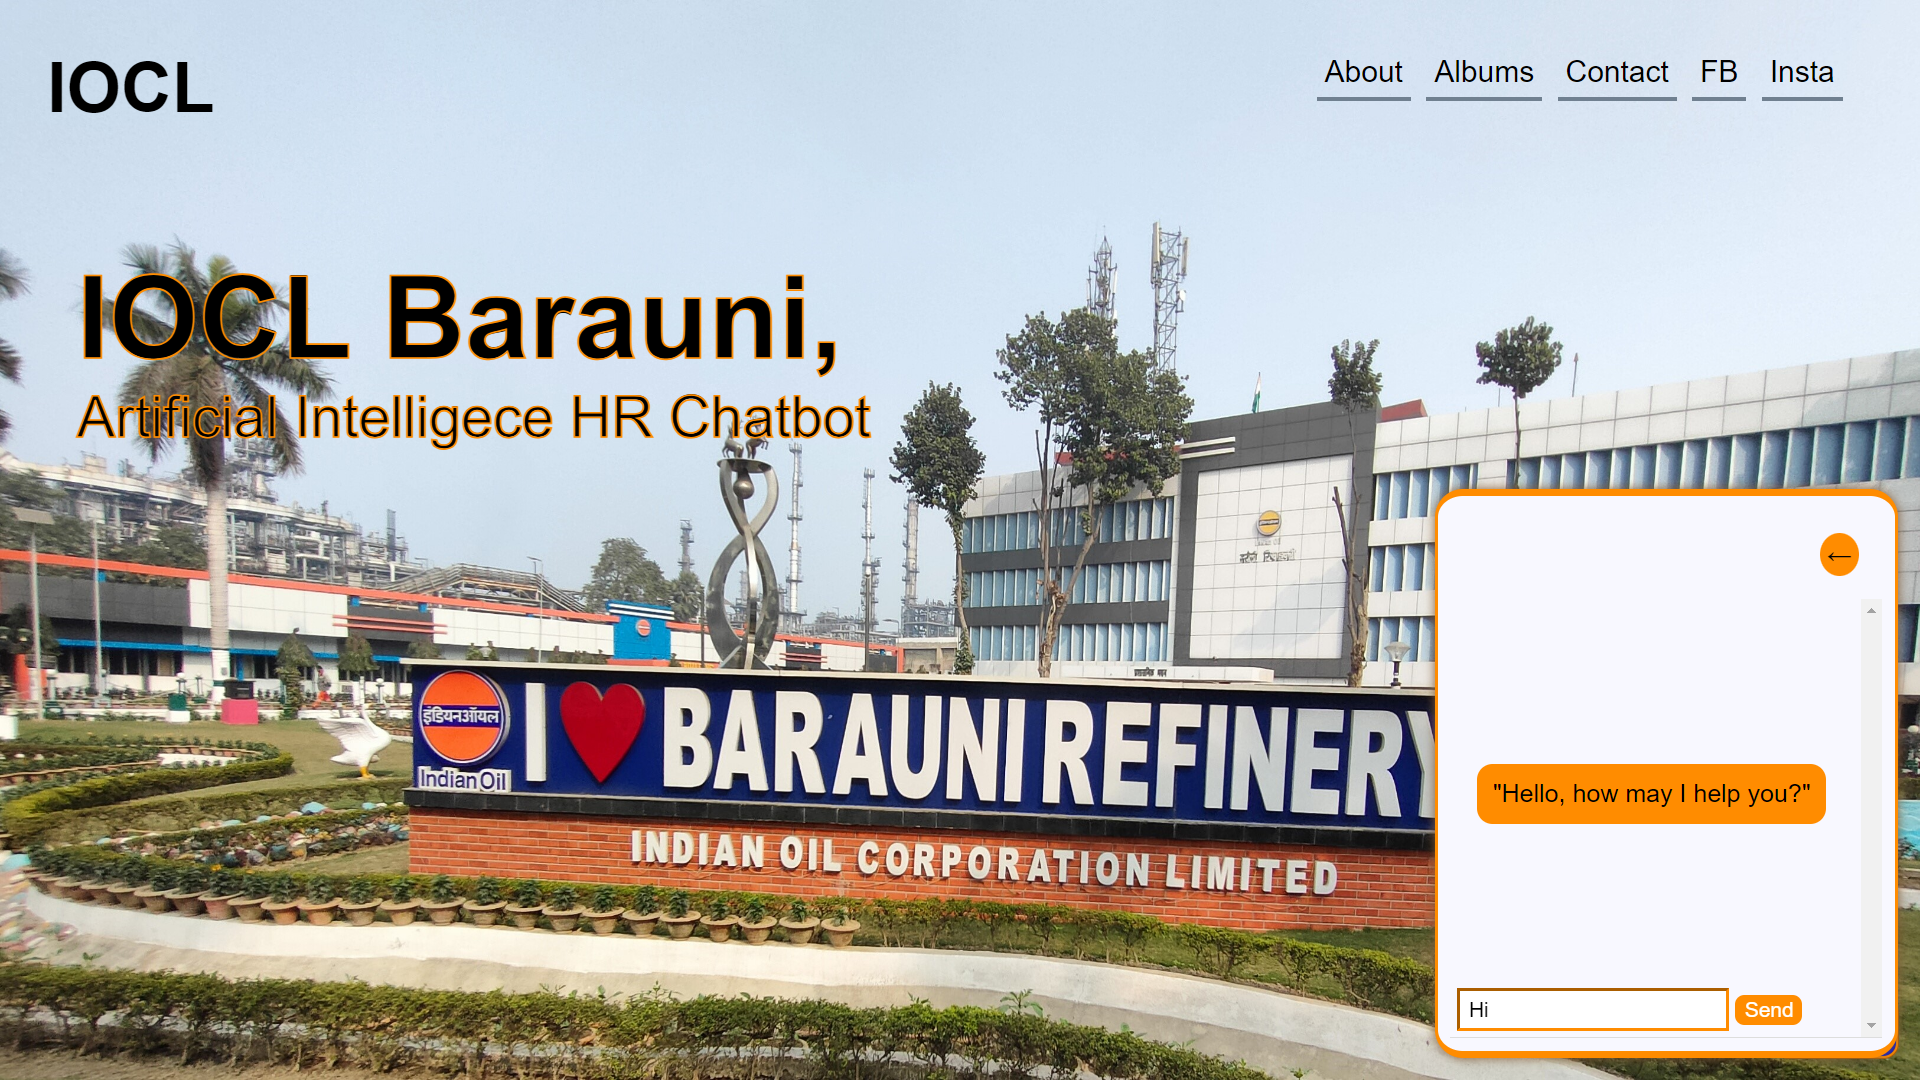 IOCL
About Albums Contact FB Insta
IOCL Barauni,
Artificial Intelligece HR Chatbot
←
इंडियनऑयल
IndianOil
I BARAUNI REFINERY
INDIAN OIL CORPORATION LIMITED
"Hello, how may I help you?"
Hi
Send